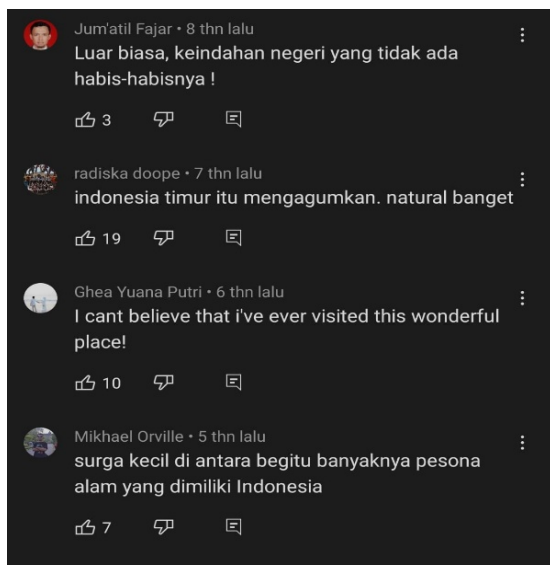 Jum'atil Fajar • 8 thn lalu
Luar biasa, keindahan negeri yang tidak ada
habis-habisnya !
3
radiska doope • 7 thn lalu
indonesia timur itu mengagumkan. natural banget
19
Ghea Yuana Putri • 6 thn lalu
I cant believe that i've ever visited this wonderful
place!
10
Mikhael Orville • 5 thn lalu
surga kecil di antara begitu banyaknya pesona
alam yang dimiliki Indonesia
7